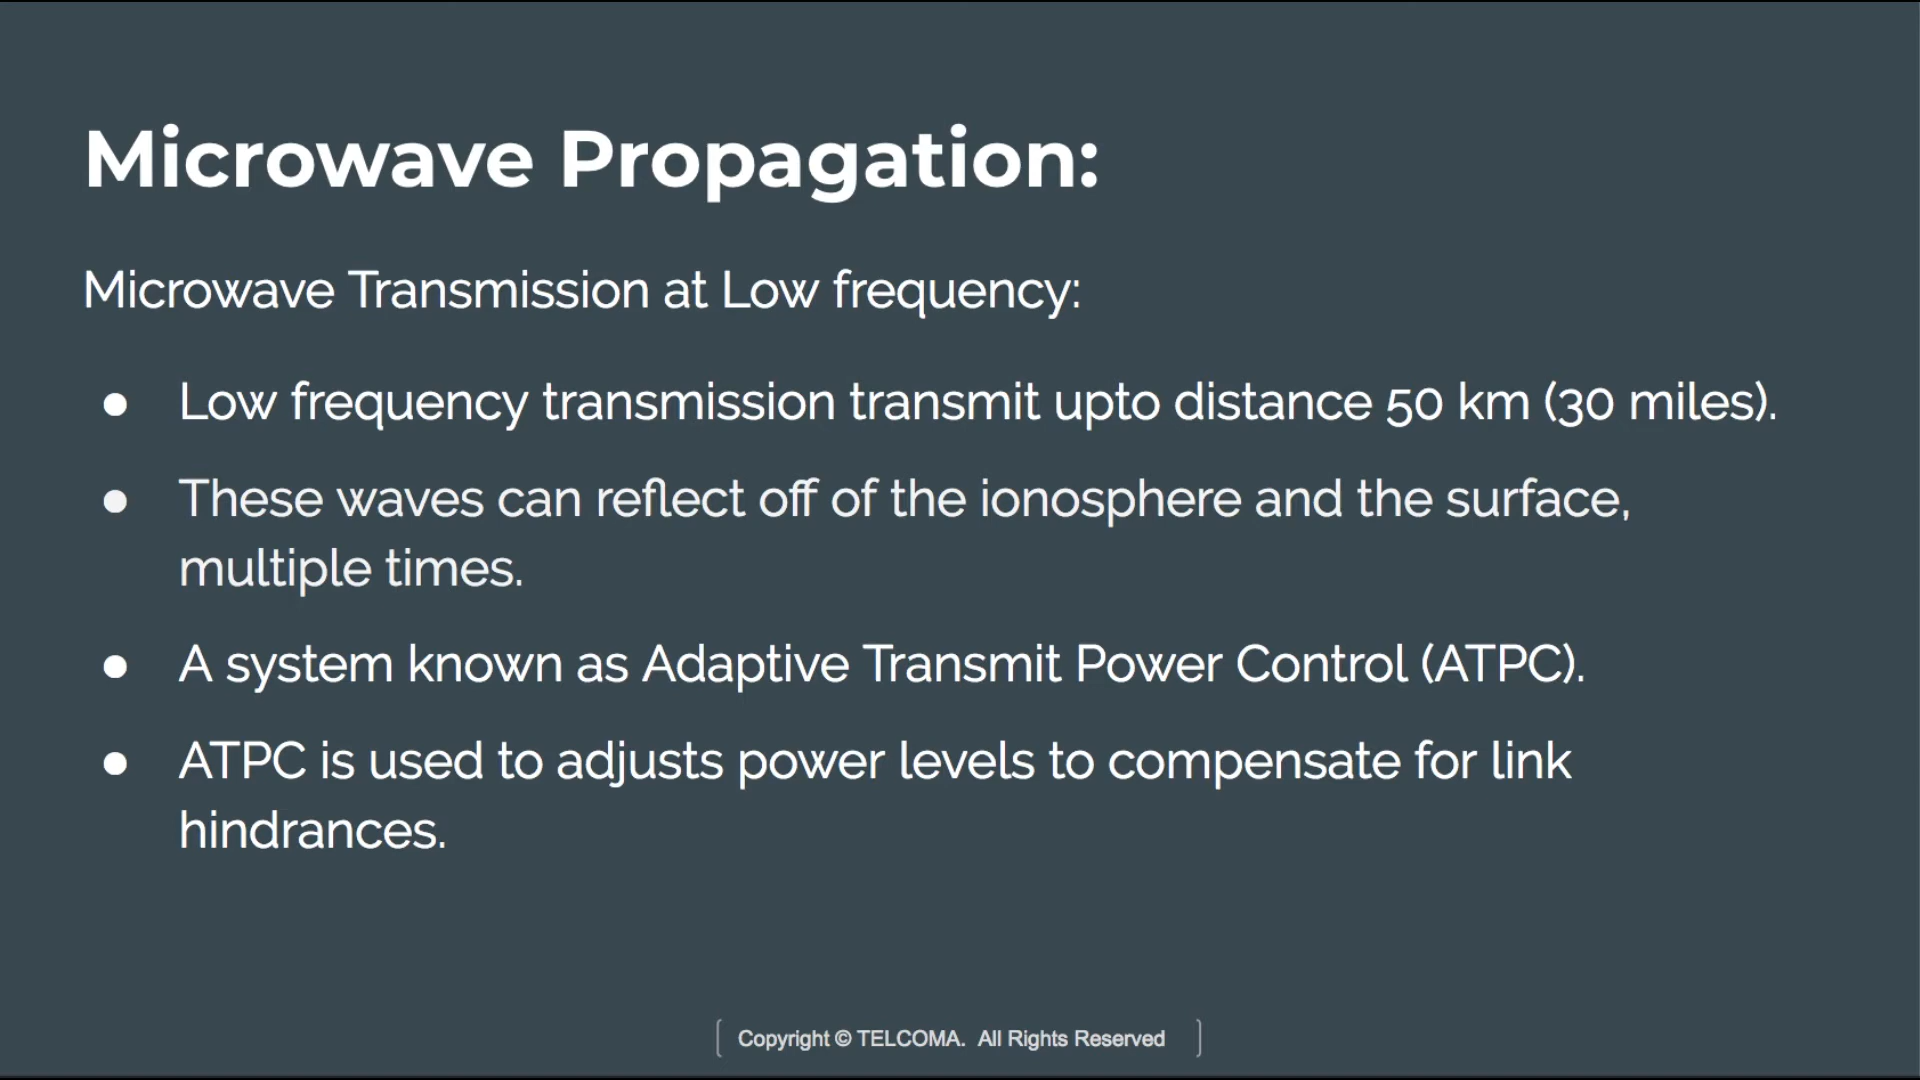 Microwave Propagation:
Microwave Transmission at Low frequency:
● Low frequency transmission transmit upto distance 50 km (30 miles).
● These waves can reflect off of the ionosphere and the surface,
multiple times.
● A system known as Adaptive Transmit Power Control (ATPC).
● ATPC is used to adjusts power levels to compensate for link
hindrances.
Copyright © TELCOMA. All Rights Reserved